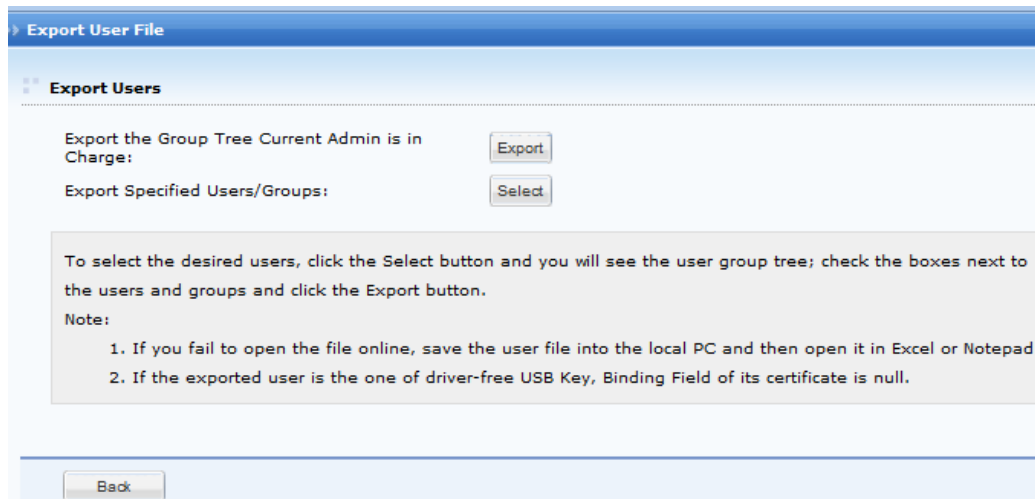 Export User File
Export Users
Export the Group Tree Current Admin is in
Charge:
Export
Export Specified Users/Groups:
Select
To select the desired users, click the Select button and you will see the user group tree; check the boxes next to
the users and groups and click the Export button.
Note:
1. If you fail to open the file online, save the user file into the local PC and then open it in Excel or Notepad
2. If the exported user is the one of driver-free USB Key, Binding Field of its certificate is null.
Back